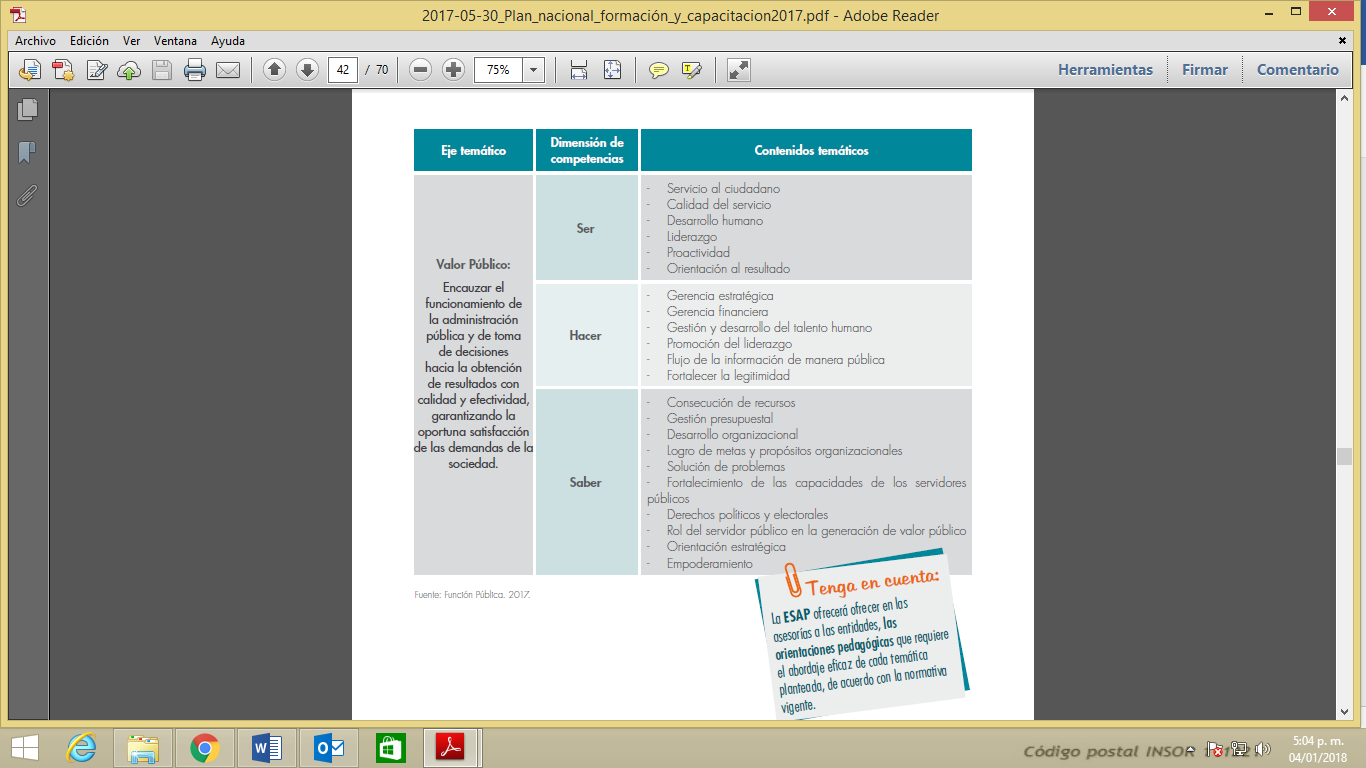 2017-05-30_Plan_nacional_formación_y_capacitacion2017.pdf - Adobe Reader
Archivo Edición Ver Ventana Ayuda
42 / 70 75% Herramientas Firmar Comentario
Eje temático
Dimensión de
competencias
Contenidos temáticos
Valor Público:
Encauzar el
funcionamiento de
la administración
pública y de toma
de decisiones
hacia la obtención
de resultados con
calidad y efectividad,
garantizando la
oportuna satisfacción
de las demandas de la
sociedad.
Ser
- Servicio al ciudadano
- Calidad del servicio
- Desarrollo humano
- Liderazgo
- Proactividad
- Orientación al resultado
Hacer
- Gerencia estratégica
- Gerencia financiera
- Gestión y desarrollo del talento humano
- Promoción del liderazgo
- Flujo de la información de manera pública
- Fortalecer la legitimidad
Saber
- Consecución de recursos
- Gestión presupuestal
- Desarrollo organizacional
- Logro de metas y propósitos organizacionales
- Solución de problemas
- Fortalecimiento de las capacidades de los servidores
públicos
- Derechos políticos y electorales
- Rol del servidor público en la generación de valor público
- Orientación estratégica
- Empoderamiento
Fuente: Función Pública. 2017.
Tenga en cuenta:
La ESAP ofrecerá ofrecer en las
asesorías a las entidades, las
orientaciones pedagógicas que requiere
el abordaje eficaz de cada temática
planteada, de acuerdo con la normativa
vigente.
Código postal INSOR
5:04 p. m.
04/01/2018